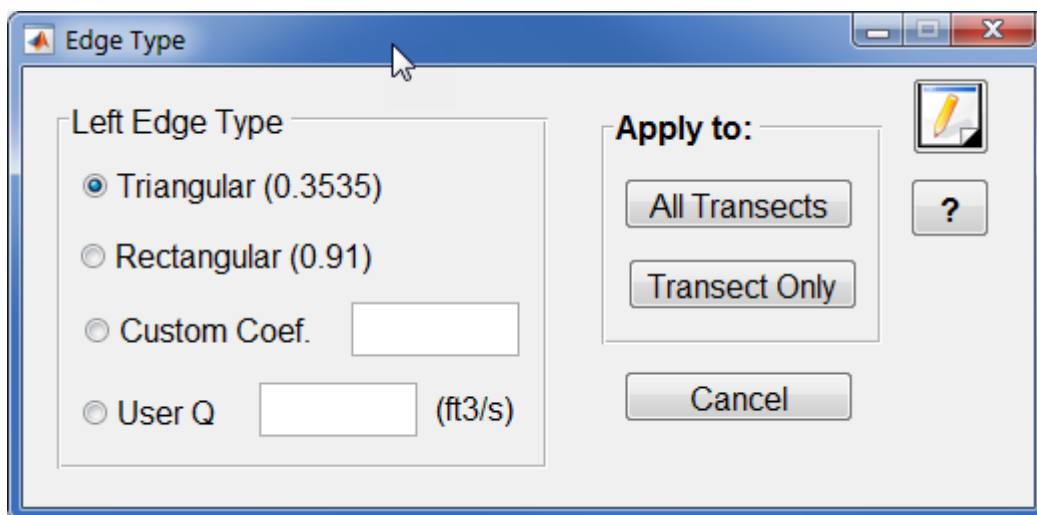 Edge Type
Left Edge Type
Triangular (0.3535)
Rectangular (0.91)
Custom Coef.
User Q (ft3/s)
Apply to:
All Transects
Transect Only
Cancel
?